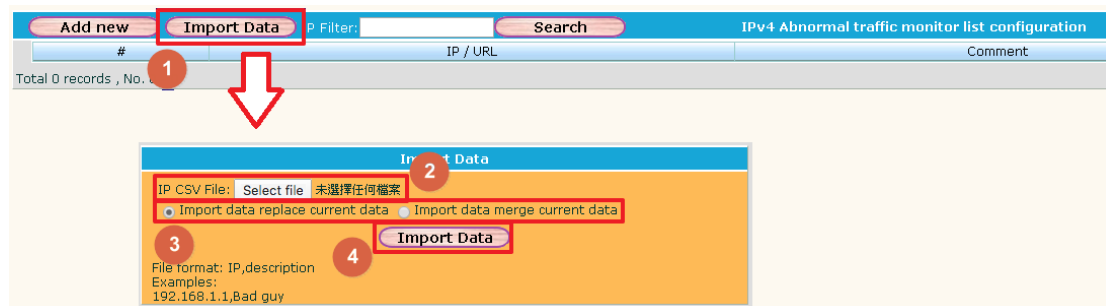 Add new Import Data P Filter: Search IPv4 Abnormal traffic monitor list configuration
# IP / URL Comment
Total 0 records , No.
1
Import Data
2
IP CSV File: Select file 未選擇任何檔案
Import data replace current data Import data merge current data
3 4 Import Data
File format: IP,description
Examples:
192.168.1.1,Bad guy